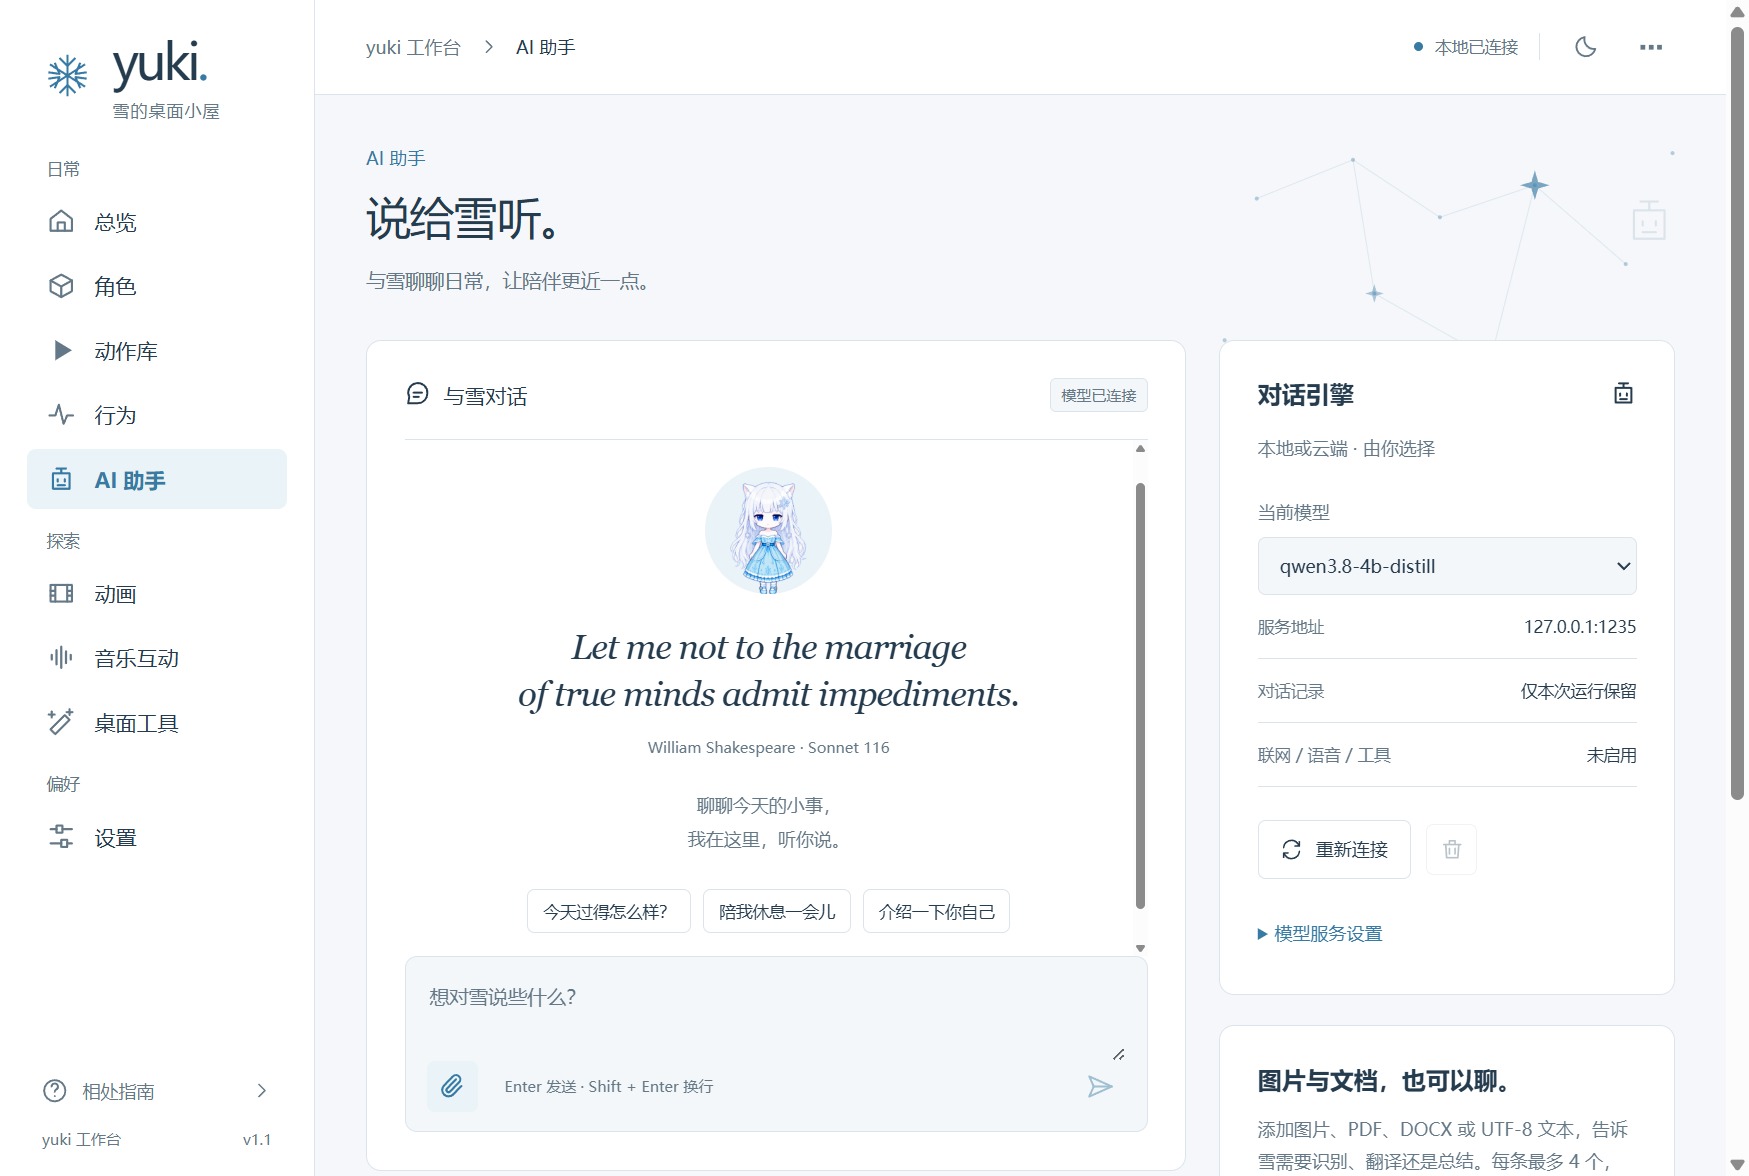 yuki.
雪的桌面小屋
日常
总览
角色
动作库
行为
AI 助手
探索
动画
音乐互动
桌面工具
偏好
设置
相处指南
yuki 工作台
v1.1
yuki 工作台
AI 助手
本地已连接
AI 助手
说给雪听。
与雪聊聊日常，让陪伴更近一点。
与雪对话
模型已连接
Let me not to the marriage
of true minds admit impediments.
William Shakespeare · Sonnet 116
聊聊今天的小事，
我在这里，听你说。
今天过得怎么样？
陪我休息一会儿
介绍一下你自己
想对雪说些什么？
Enter 发送 · Shift + Enter 换行
对话引擎
本地或云端 · 由你选择
当前模型
qwen3.8-4b-distill
服务地址
127.0.0.1:1235
对话记录
仅本次运行保留
联网 / 语音 / 工具
未启用
重新连接
模型服务设置
图片与文档，也可以聊。
添加图片、PDF、DOCX 或 UTF-8 文本，告诉
雪需要识别、翻译还是总结。每条最多 4 个，